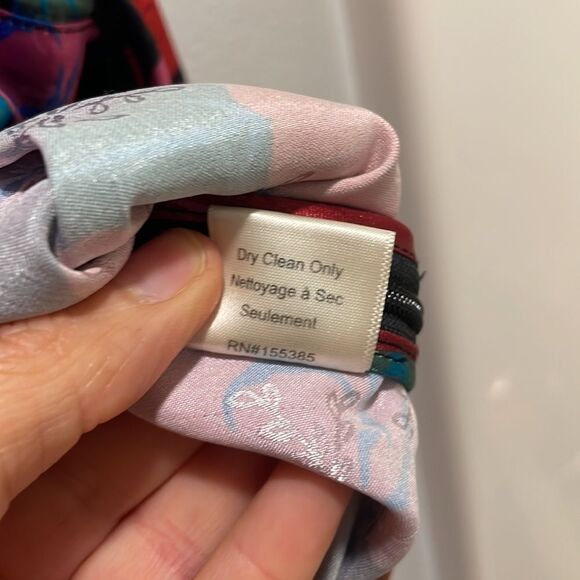 Dry Clean Only
Nettoyage à Sec
Seulement
RN#155385